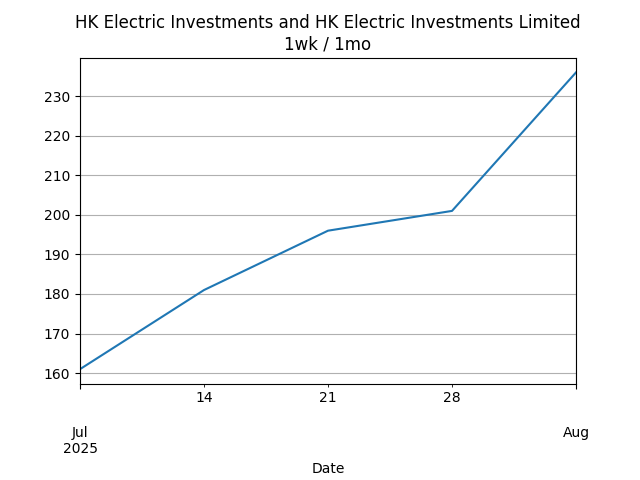 HK Electric Investments and HK Electric Investments Limited
1wk / 1mo
230
220
210
200
190
180
170
160
14
21
28
Jul
2025
Aug
Date